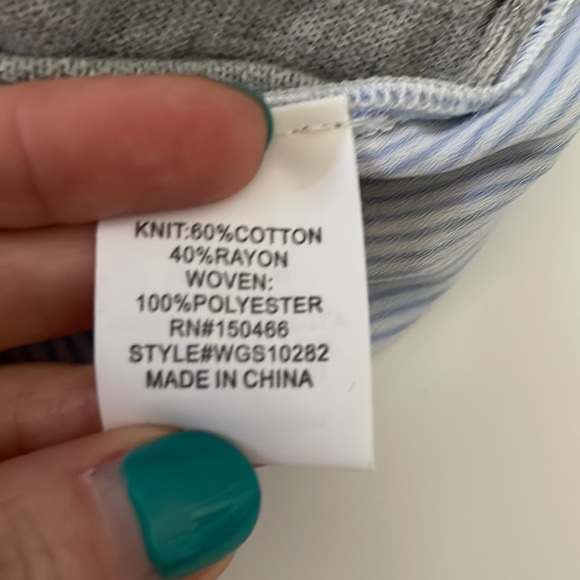 KNIT:60%COTTON
40%RAYON
WOVEN:
100%POLYESTER
RN#150466
STYLE#WGS10282
MADE IN CHINA